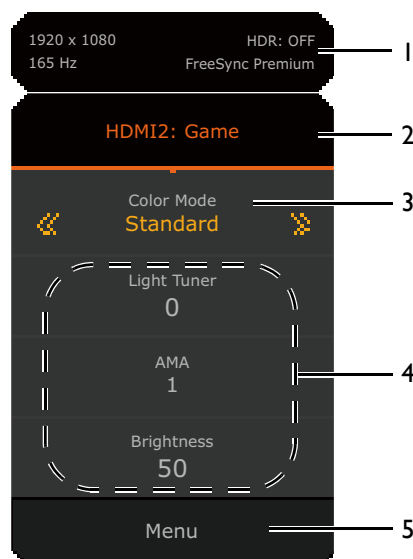 1920 x 1080 HDR: OFF 1
165 Hz FreeSync Premium
HDMI2: Game 2
Color Mode 3
Standard
Light Tuner
0
AMA 4
1
Brightness
50
Menu 5